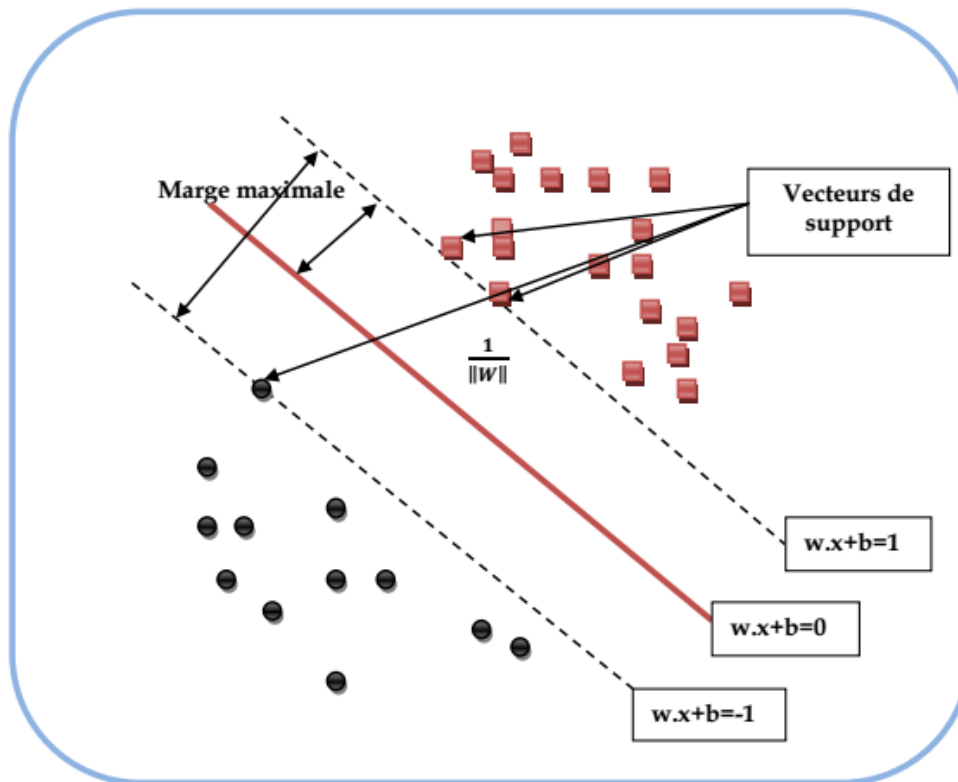 Marge maximale
Vecteurs de
support
1
‖W‖
w.x+b=1
w.x+b=0
w.x+b=-1